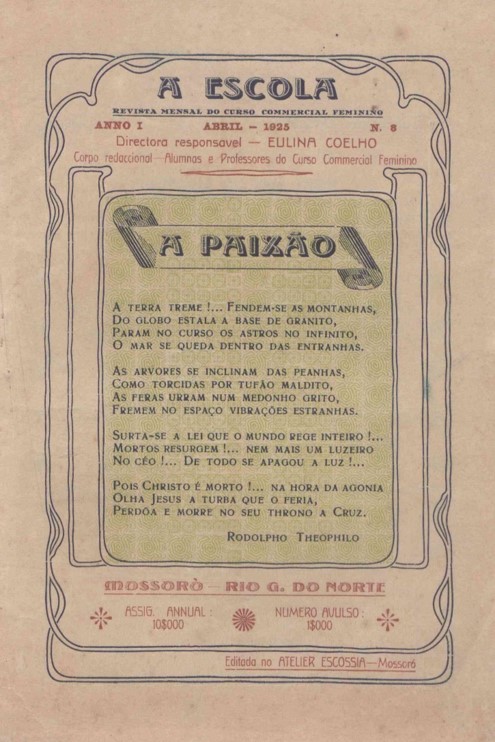 A ESCOLA
REVISTA MENSAL DO CURSO COMMERCIAL FEMININO
ANNO I ABRIL – 1925 N. 8
Directora responsavel — EULINA COELHO
Corpo redaccional — Alumnas e Professores do Curso Commercial Feminino
A PAIXÃO
A TERRA TREME !... FENDEM-SE AS MONTANHAS,
DO GLOBO ESTALA A BASE DE GRANITO,
PARAM NO CURSO OS ASTROS NO INFINITO,
O MAR SE QUEDA DENTRO DAS ENTRANHAS.
AS ARVORES SE INCLINAM DAS PEANHAS,
COMO TORCIDAS POR TUFÃO MALDITO,
AS FERAS URRAM NUM MEDONHO GRITO,
FREMEM NO ESPAÇO VIBRAÇÕES ESTRANHAS.
SURTA-SE A LEI QUE O MUNDO REGE INTEIRO !...
MORTOS RESURGEM !... NEM MAIS UM LUZEIRO
NO CÉO !... DE TODO SE APAGOU A LUZ !...
POIS CHRISTO É MORTO !... NA HORA DA AGONIA
OLHA JESUS A TURBA QUE O FERIA,
PERDÔA E MORRE NO SEU THRONO A CRUZ.
RODOLPHO THEOPHILO
MOSSORÒ — RIO G. DO NORTE
ASSIG. ANNUAL : NUMERO AVULSO :
10$000 1$000
Editada no ATELIER ESCOSSIA — Mossoró